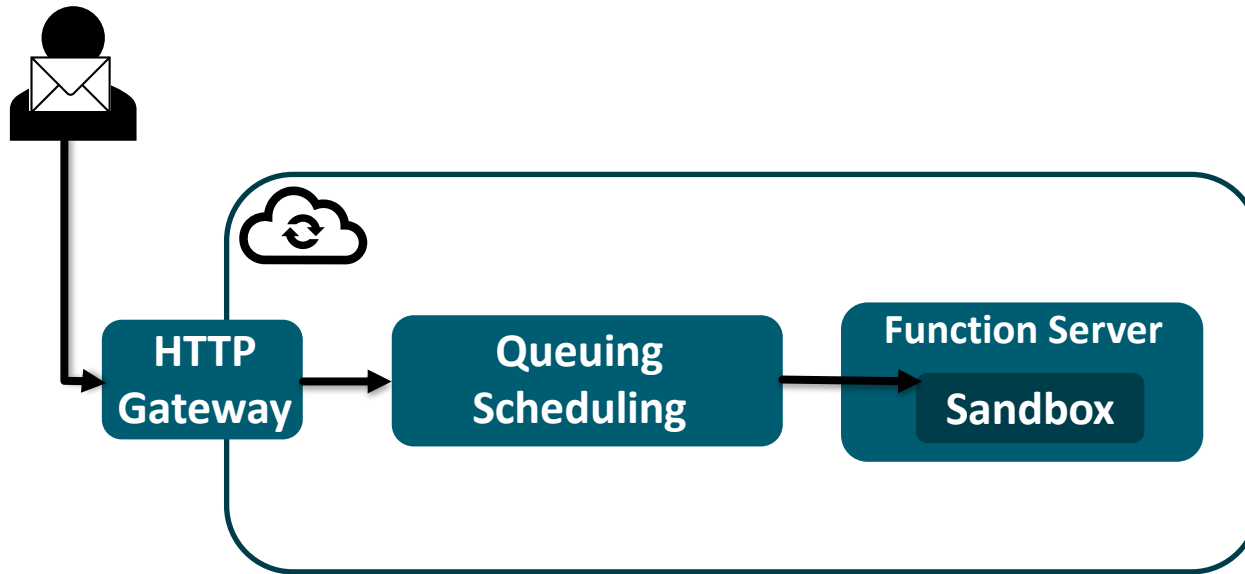 HTTP
Gateway
Queuing
Scheduling
Function Server
Sandbox